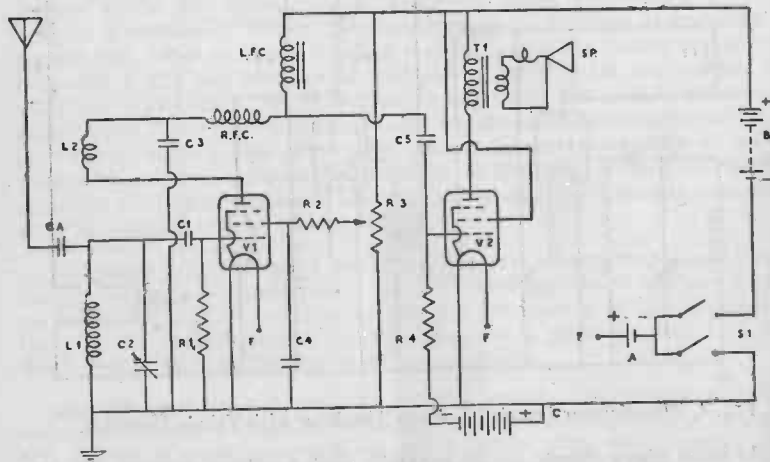 L.F.C
T1
SP.
+
B
-
L2
C3
R.F.C.
C5
R2
R3
CA
C1
V1
V2
L1
C2
R1
F
C4
R4
F
+ -
F
A
S1
- +
C